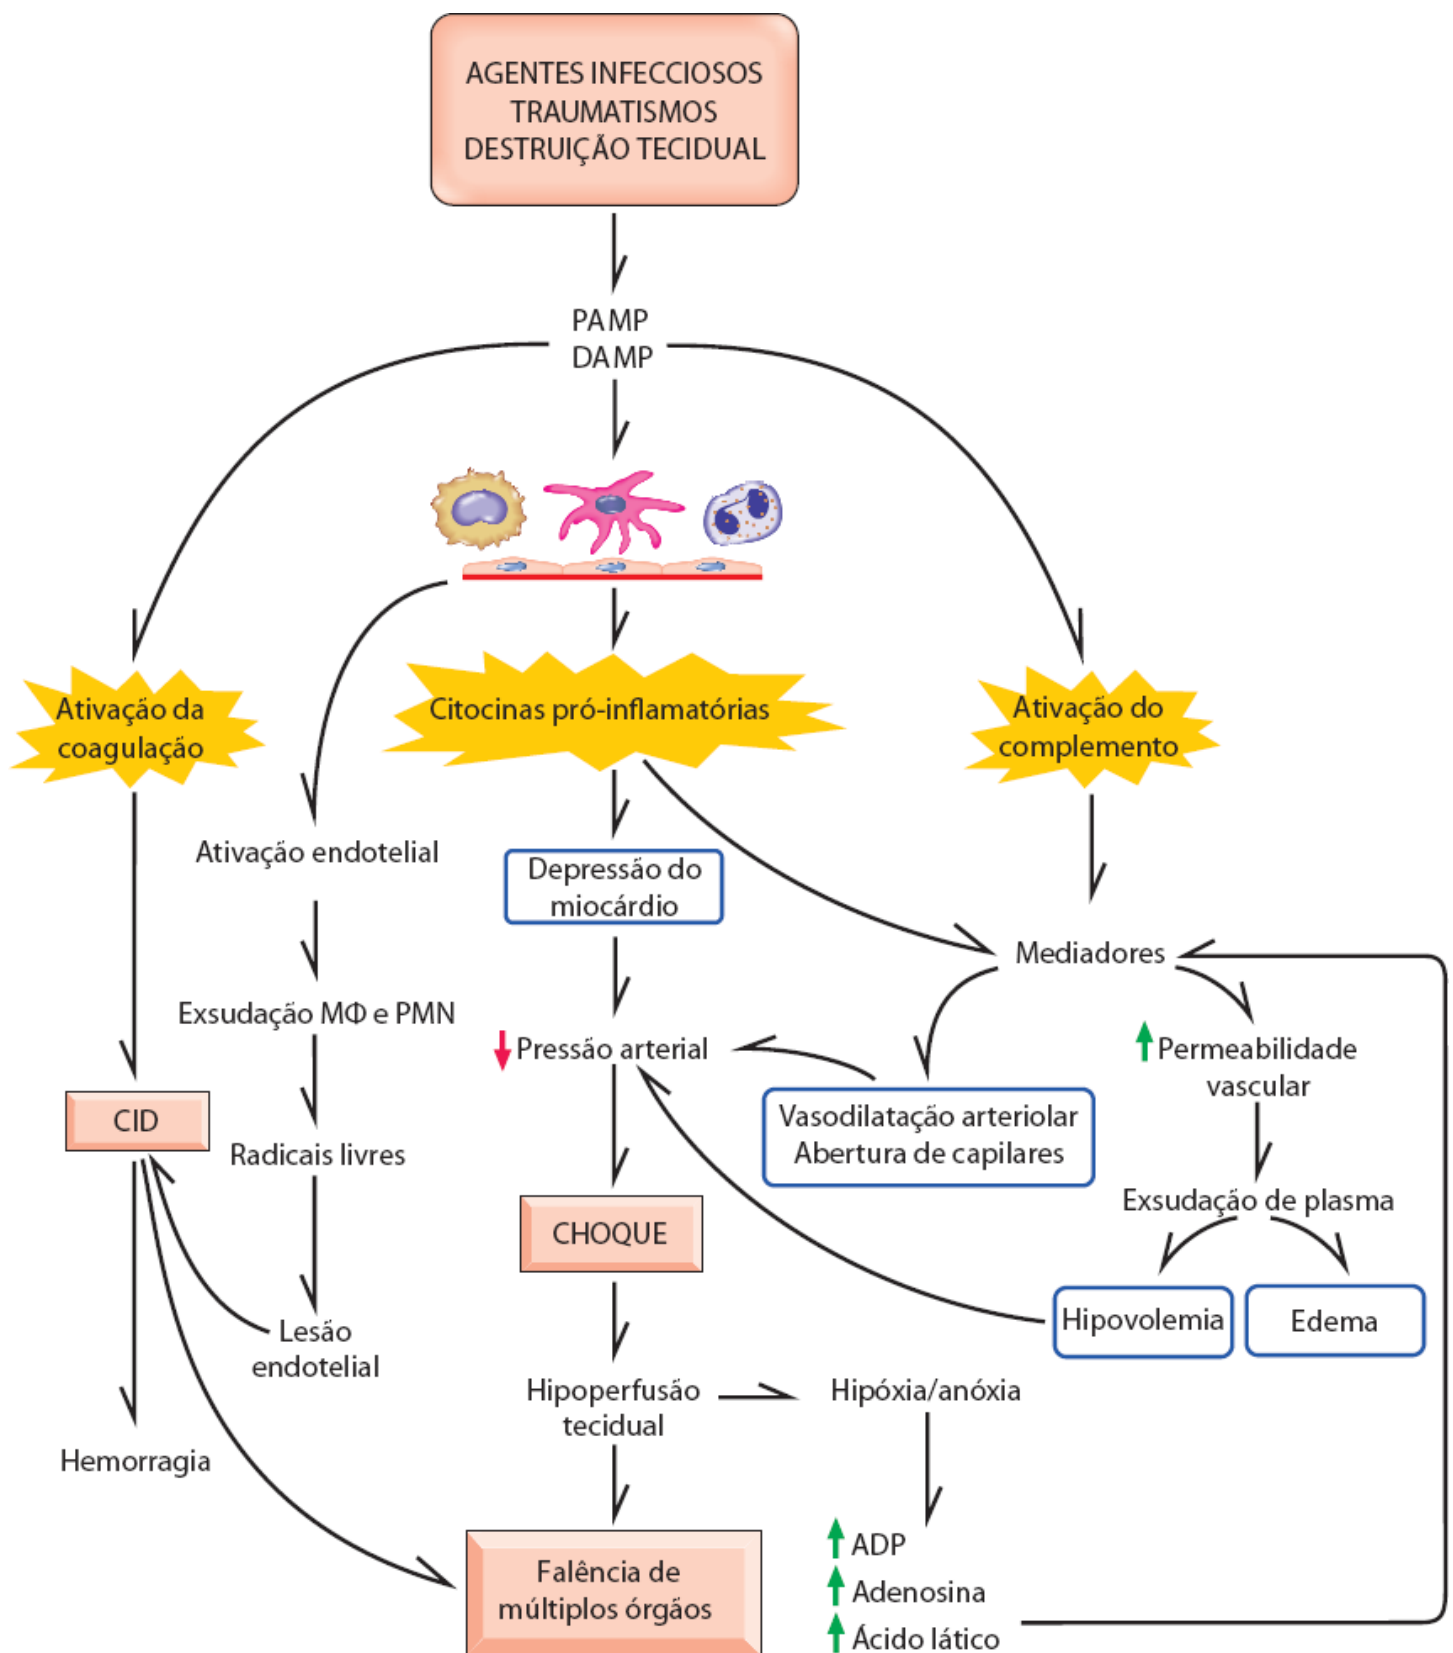 AGENTES INFECCIOSOS
TRAUMATISMOS
DESTRUIÇÃO TECIDUAL
PAMP
DAMP
Ativação da
coagulação
Citocinas pró-inflamatórias
Ativação do
complemento
Ativação endotelial
Depressão do
miocárdio
Mediadores
Exsudação MΦ e PMN
Pressão arterial
Permeabilidade
vascular
CID
Vasodilatação arteriolar
Abertura de capilares
Radicais livres
Exsudação de plasma
CHOQUE
Lesão
endotelial
Hipovolemia
Edema
Hipoperfusão
tecidual
Hipóxia/anóxia
Hemorragia
ADP
Adenosina
Ácido lático
Falência de
múltiplos órgãos